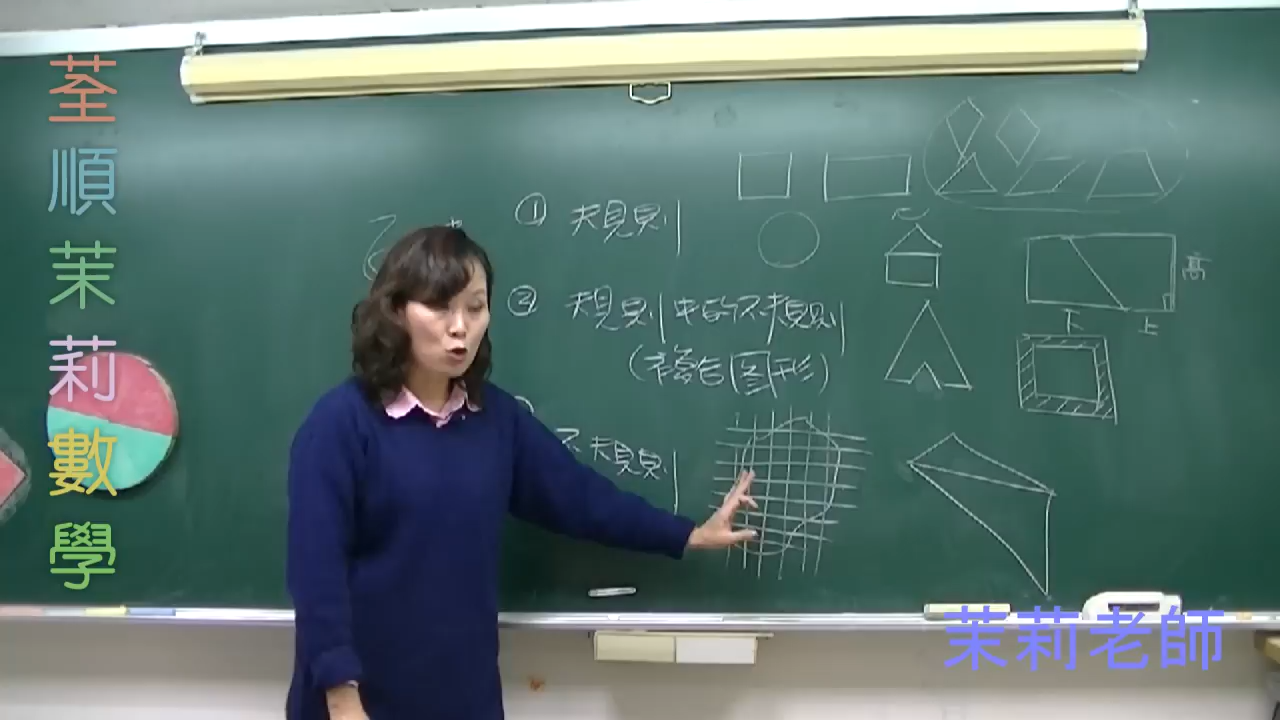 荃順茉莉數學
① 規則
② 規則中的不規則
(複合圖形)
不規則
高
下
上
茉莉老師